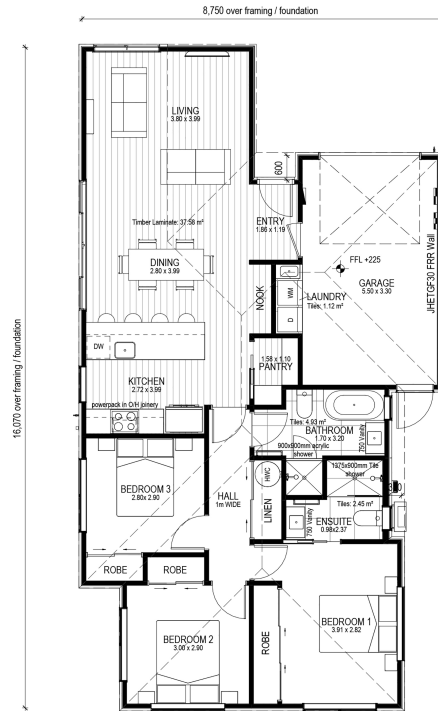 8,750 over framing / foundation
16,070 over framing / foundation
LIVING
3.80 x 3.99
600
Timber Laminate: 37.58 m²
ENTRY
1.86 x 1.19
DINING
2.80 x 3.99
FFL +225
GARAGE
5.50 x 3.30
JHETGF30 FRR Wall
NOOK
WM
D
LAUNDRY
Tiles: 1.12 m²
DW
1.58 x 1.10
PANTRY
KITCHEN
2.72 x 3.99
powerpack in O/H joinery
Tiles: 4.93 m²
BATHROOM
1.70 x 3.20
750 Vanity
900x900mm acrylic
shower
1375x900mm Tile
shower
HWC
LINEN
BEDROOM 3
2.80x 2.90
HALL
1m WIDE
Tiles: 2.45 m²
750 Vanity
ENSUITE
0.98x2.37
ROBE
ROBE
ROBE
BEDROOM 2
3.00 x 2.90
BEDROOM 1
3.91 x 2.82